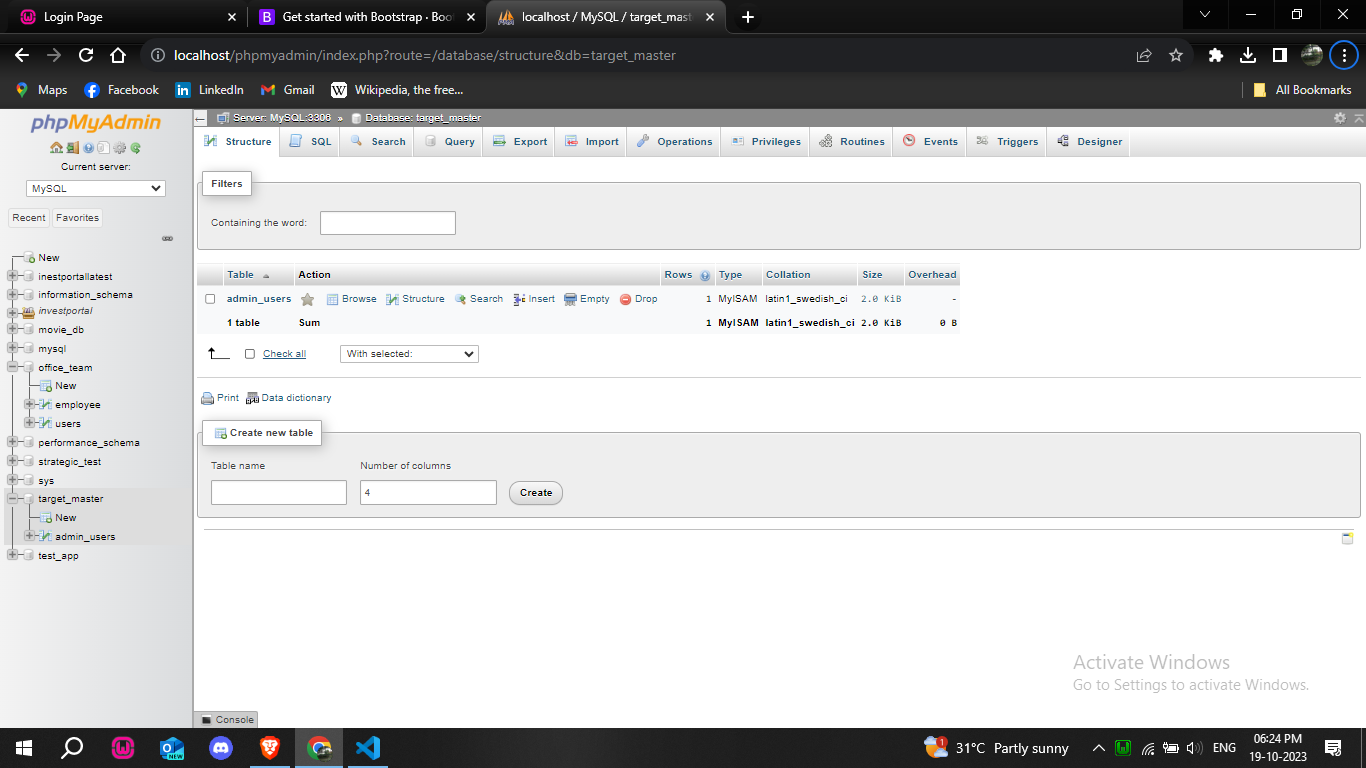 Login Page
Get started with Bootstrap · Boo
localhost / MySQL / target_mast
localhost/phpmyadmin/index.php?route=/database/structure&db=target_master
Maps
Facebook
LinkedIn
Gmail
Wikipedia, the free...
All Bookmarks
phpMyAdmin
Current server:
MySQL
Recent
Favorites
New
inestportallatest
information_schema
investportal
movie_db
mysql
office_team
New
employee
users
performance_schema
strategic_test
sys
target_master
New
admin_users
test_app
Server: MySQL:3306 » Database: target_master
Structure SQL Search Query Export Import Operations Privileges Routines Events Triggers Designer
Filters
Containing the word:
Table Action Rows Type Collation Size Overhead
admin_users Browse Structure Search Insert Empty Drop 1 MyISAM latin1_swedish_ci 2.0 KiB -
1 table Sum 1 MyISAM latin1_swedish_ci 2.0 KiB 0 B
Check all
With selected:
Print Data dictionary
Create new table
Table name Number of columns
4 Create
Activate Windows
Go to Settings to activate Windows.
Console
NEW
1
31°C Partly sunny
ENG
06:24 PM
19-10-2023